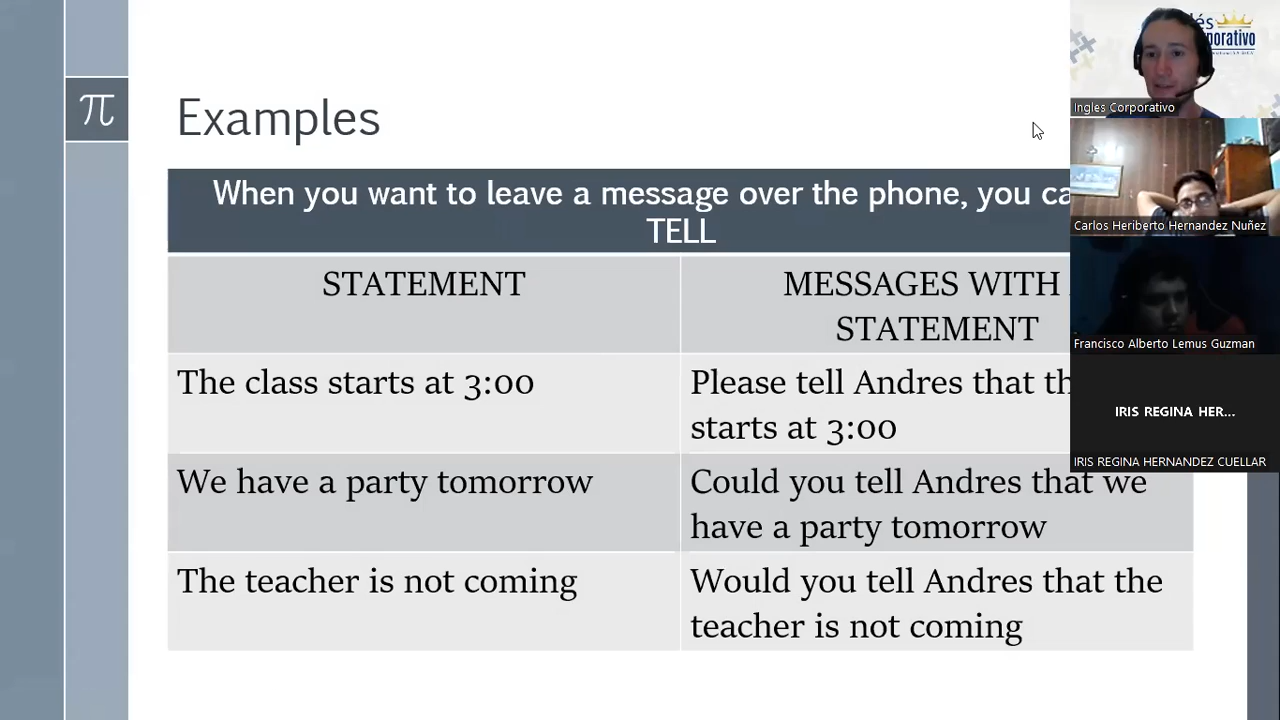 π
Examples
When you want to leave a message over the phone, you
TELL
STATEMENT
MESSAGES WITH
STATEMENT
The class starts at 3:00
Please tell Andres that
starts at 3:00
We have a party tomorrow
Could you tell Andres that we
have a party tomorrow
The teacher is not coming
Would you tell Andres that the
teacher is not coming
Ingles Corporativo
Carlos Heriberto Hernandez Nuñez
Francisco Alberto Lemus Guzman
IRIS REGINA HER...
IRIS REGINA HERNANDEZ CUELLAR